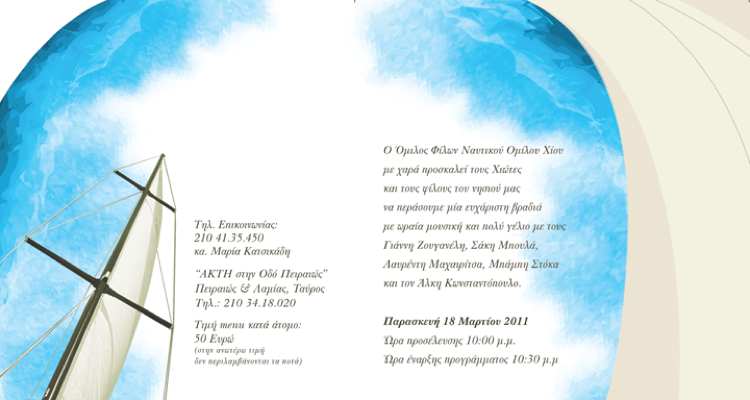 Τηλ. Επικοινωνίας:
210 41.35.450
κα. Μαρία Κατσικάδη
“ΑΚΤΗ στην Οδό Πειραιώς”
Πειραιώς & Λαμίας, Ταύρος
Τηλ.: 210 34.18.020
Τιμή menu κατά άτομο:
50 Ευρώ
(στην ανωτέρω τιμή
δεν περιλαμβάνονται τα ποτά)
Ο Όμιλος Φίλων Ναυτικού Ομίλου Χίου
με χαρά προσκαλεί τους Χιώτες
και τους φίλους του νησιού μας
να περάσουμε μία ευχάριστη βραδιά
με ωραία μουσική και πολύ γέλιο με τους
Γιάννη Ζουγανέλη, Σάκη Μπουλά,
Λαυρέντη Μαχαιρίτσα, Μπάμπη Στόκα
και τον Άλκη Κωνσταντόπουλο.
Παρασκευή 18 Μαρτίου 2011
Ώρα προσέλευσης 10:00 μ.μ.
Ώρα έναρξης προγράμματος 10:30 μ.μ